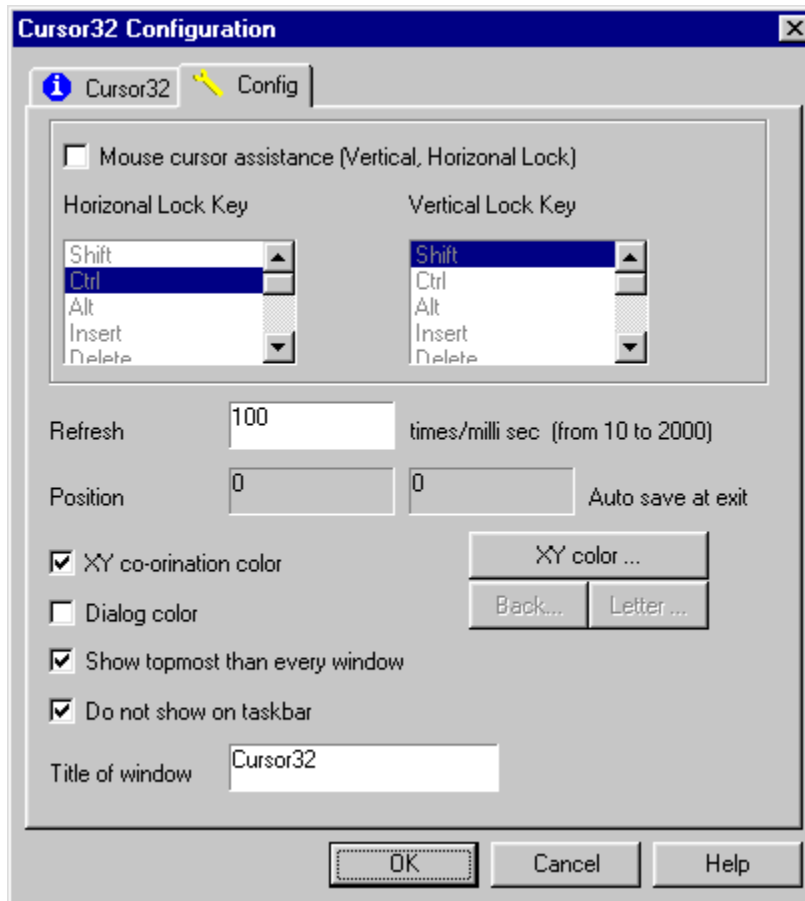 Cursor32 Configuration
Cursor32 Config
Mouse cursor assistance (Vertical, Horizonal Lock)
Horizonal Lock Key Vertical Lock Key
Shift Shift
Ctrl Ctrl
Alt Alt
Insert Insert
Delete Delete
Refresh 100 times/milli sec (from 10 to 2000)
Position 0 0 Auto save at exit
XY co-orination color XY color ...
Dialog color Back... Letter ...
Show topmost than every window
Do not show on taskbar
Title of window Cursor32
OK Cancel Help